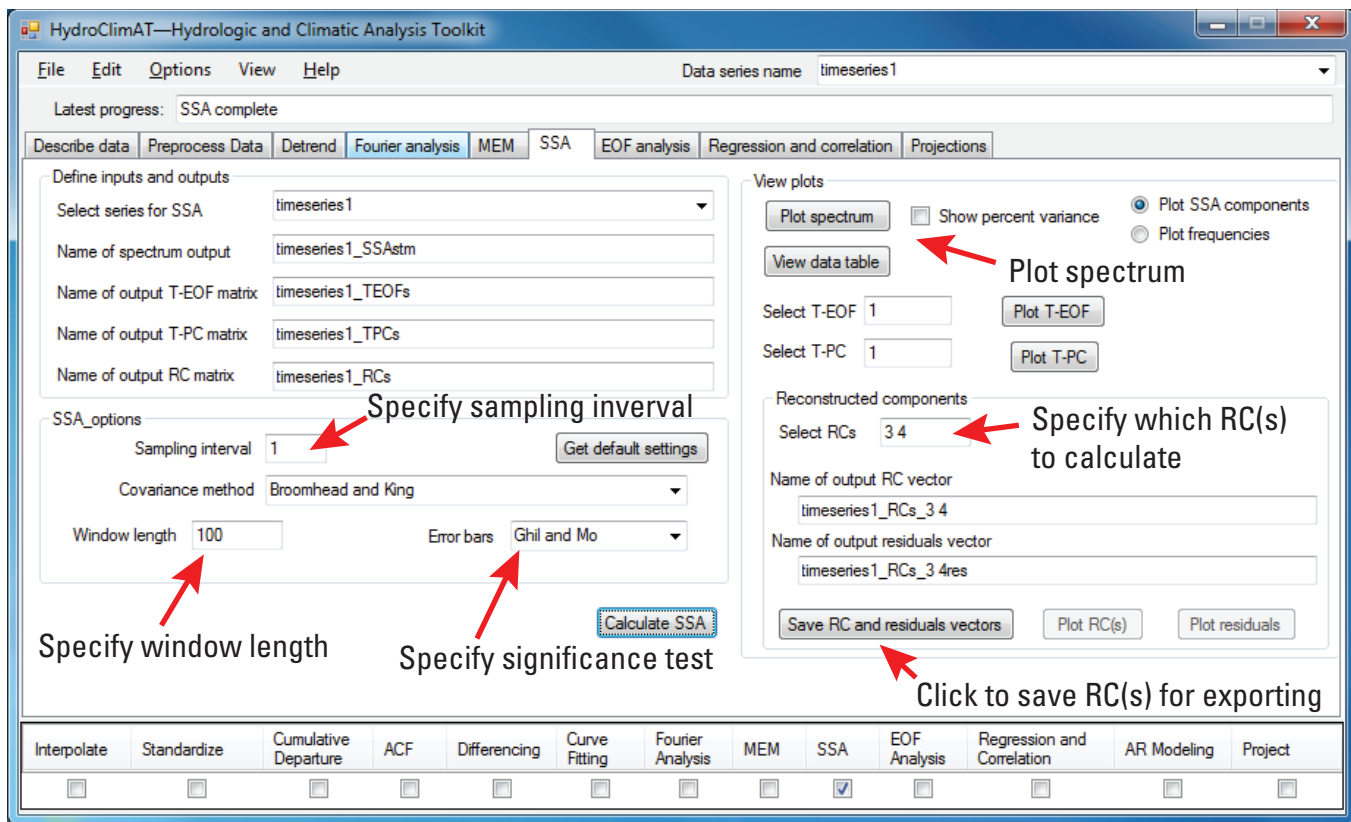 HydroClimAT—Hydrologic and Climatic Analysis Toolkit
File Edit Options View Help Data series name timeseries1
Latest progress: SSA complete
Describe data Preprocess Data Detrend Fourier analysis MEM SSA EOF analysis Regression and correlation Projections
Define inputs and outputs
Select series for SSA timeseries1
Name of spectrum output timeseries1_SSAstm
Name of output T-EOF matrix timeseries1_TEOFs
Name of output T-PC matrix timeseries1_TPCs
Name of output RC matrix timeseries1_RCs
Specify sampling inverval
SSA_options
Sampling interval 1 Get default settings
Covariance method Broomhead and King
Window length 100 Error bars Ghil and Mo
Calculate SSA
Specify window length
Specify significance test
View plots
Plot spectrum Show percent variance Plot SSA components
Plot frequencies
View data table
Plot spectrum
Select T-EOF 1 Plot T-EOF
Select T-PC 1 Plot T-PC
Reconstructed components
Select RCs 3 4
Specify which RC(s)
to calculate
Name of output RC vector
timeseries1_RCs_3 4
Name of output residuals vector
timeseries1_RCs_3 4res
Save RC and residuals vectors Plot RC(s) Plot residuals
Click to save RC(s) for exporting
Interpolate Standardize Cumulative Departure ACF Differencing Curve Fitting Fourier Analysis MEM SSA EOF Analysis Regression and Correlation AR Modeling Project